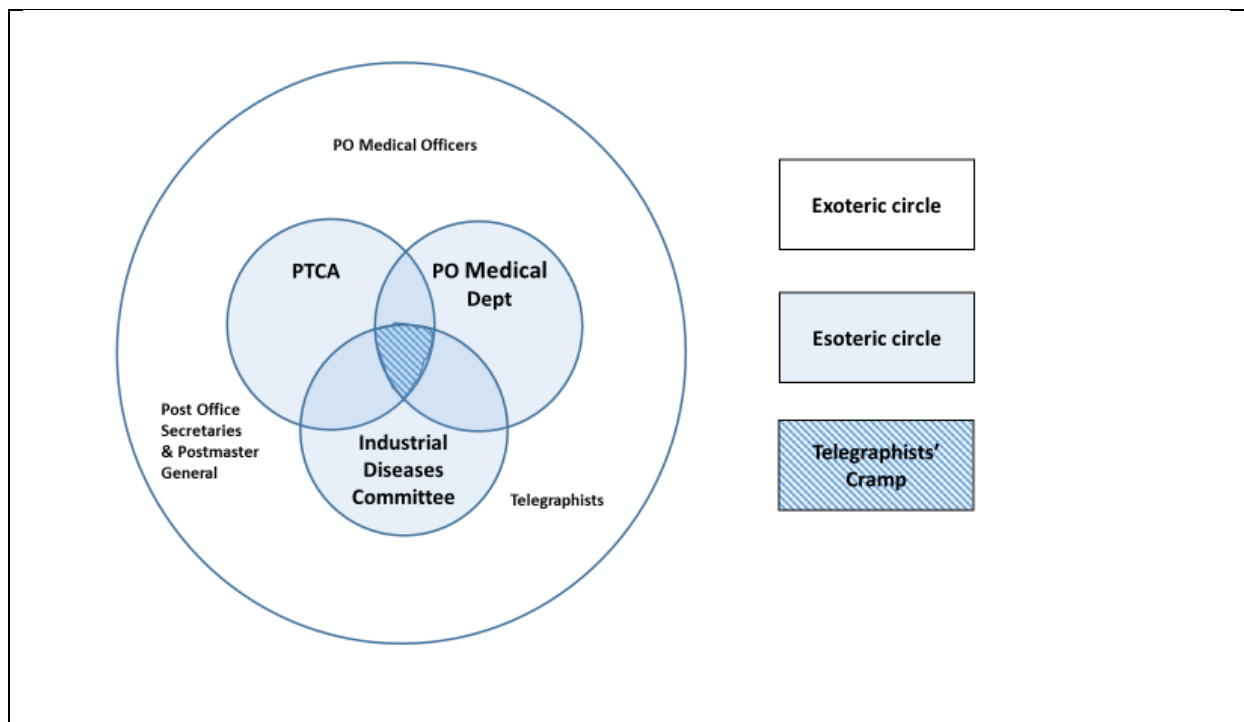 PO Medical Officers
PTCA
PO Medical
Dept
Post Office
Secretaries
& Postmaster
General
Industrial
Diseases
Committee
Telegraphists
Exoteric circle
Esoteric circle
Telegraphists’
Cramp